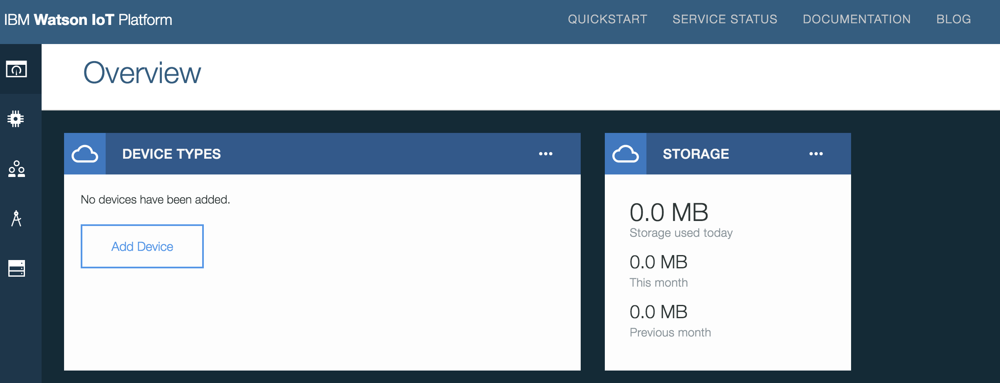 IBM Watson IoT Platform
QUICKSTART
SERVICE STATUS
DOCUMENTATION
BLOG
Overview
DEVICE TYPES
No devices have been added.
Add Device
STORAGE
0.0 MB
Storage used today
0.0 MB
This month
0.0 MB
Previous month